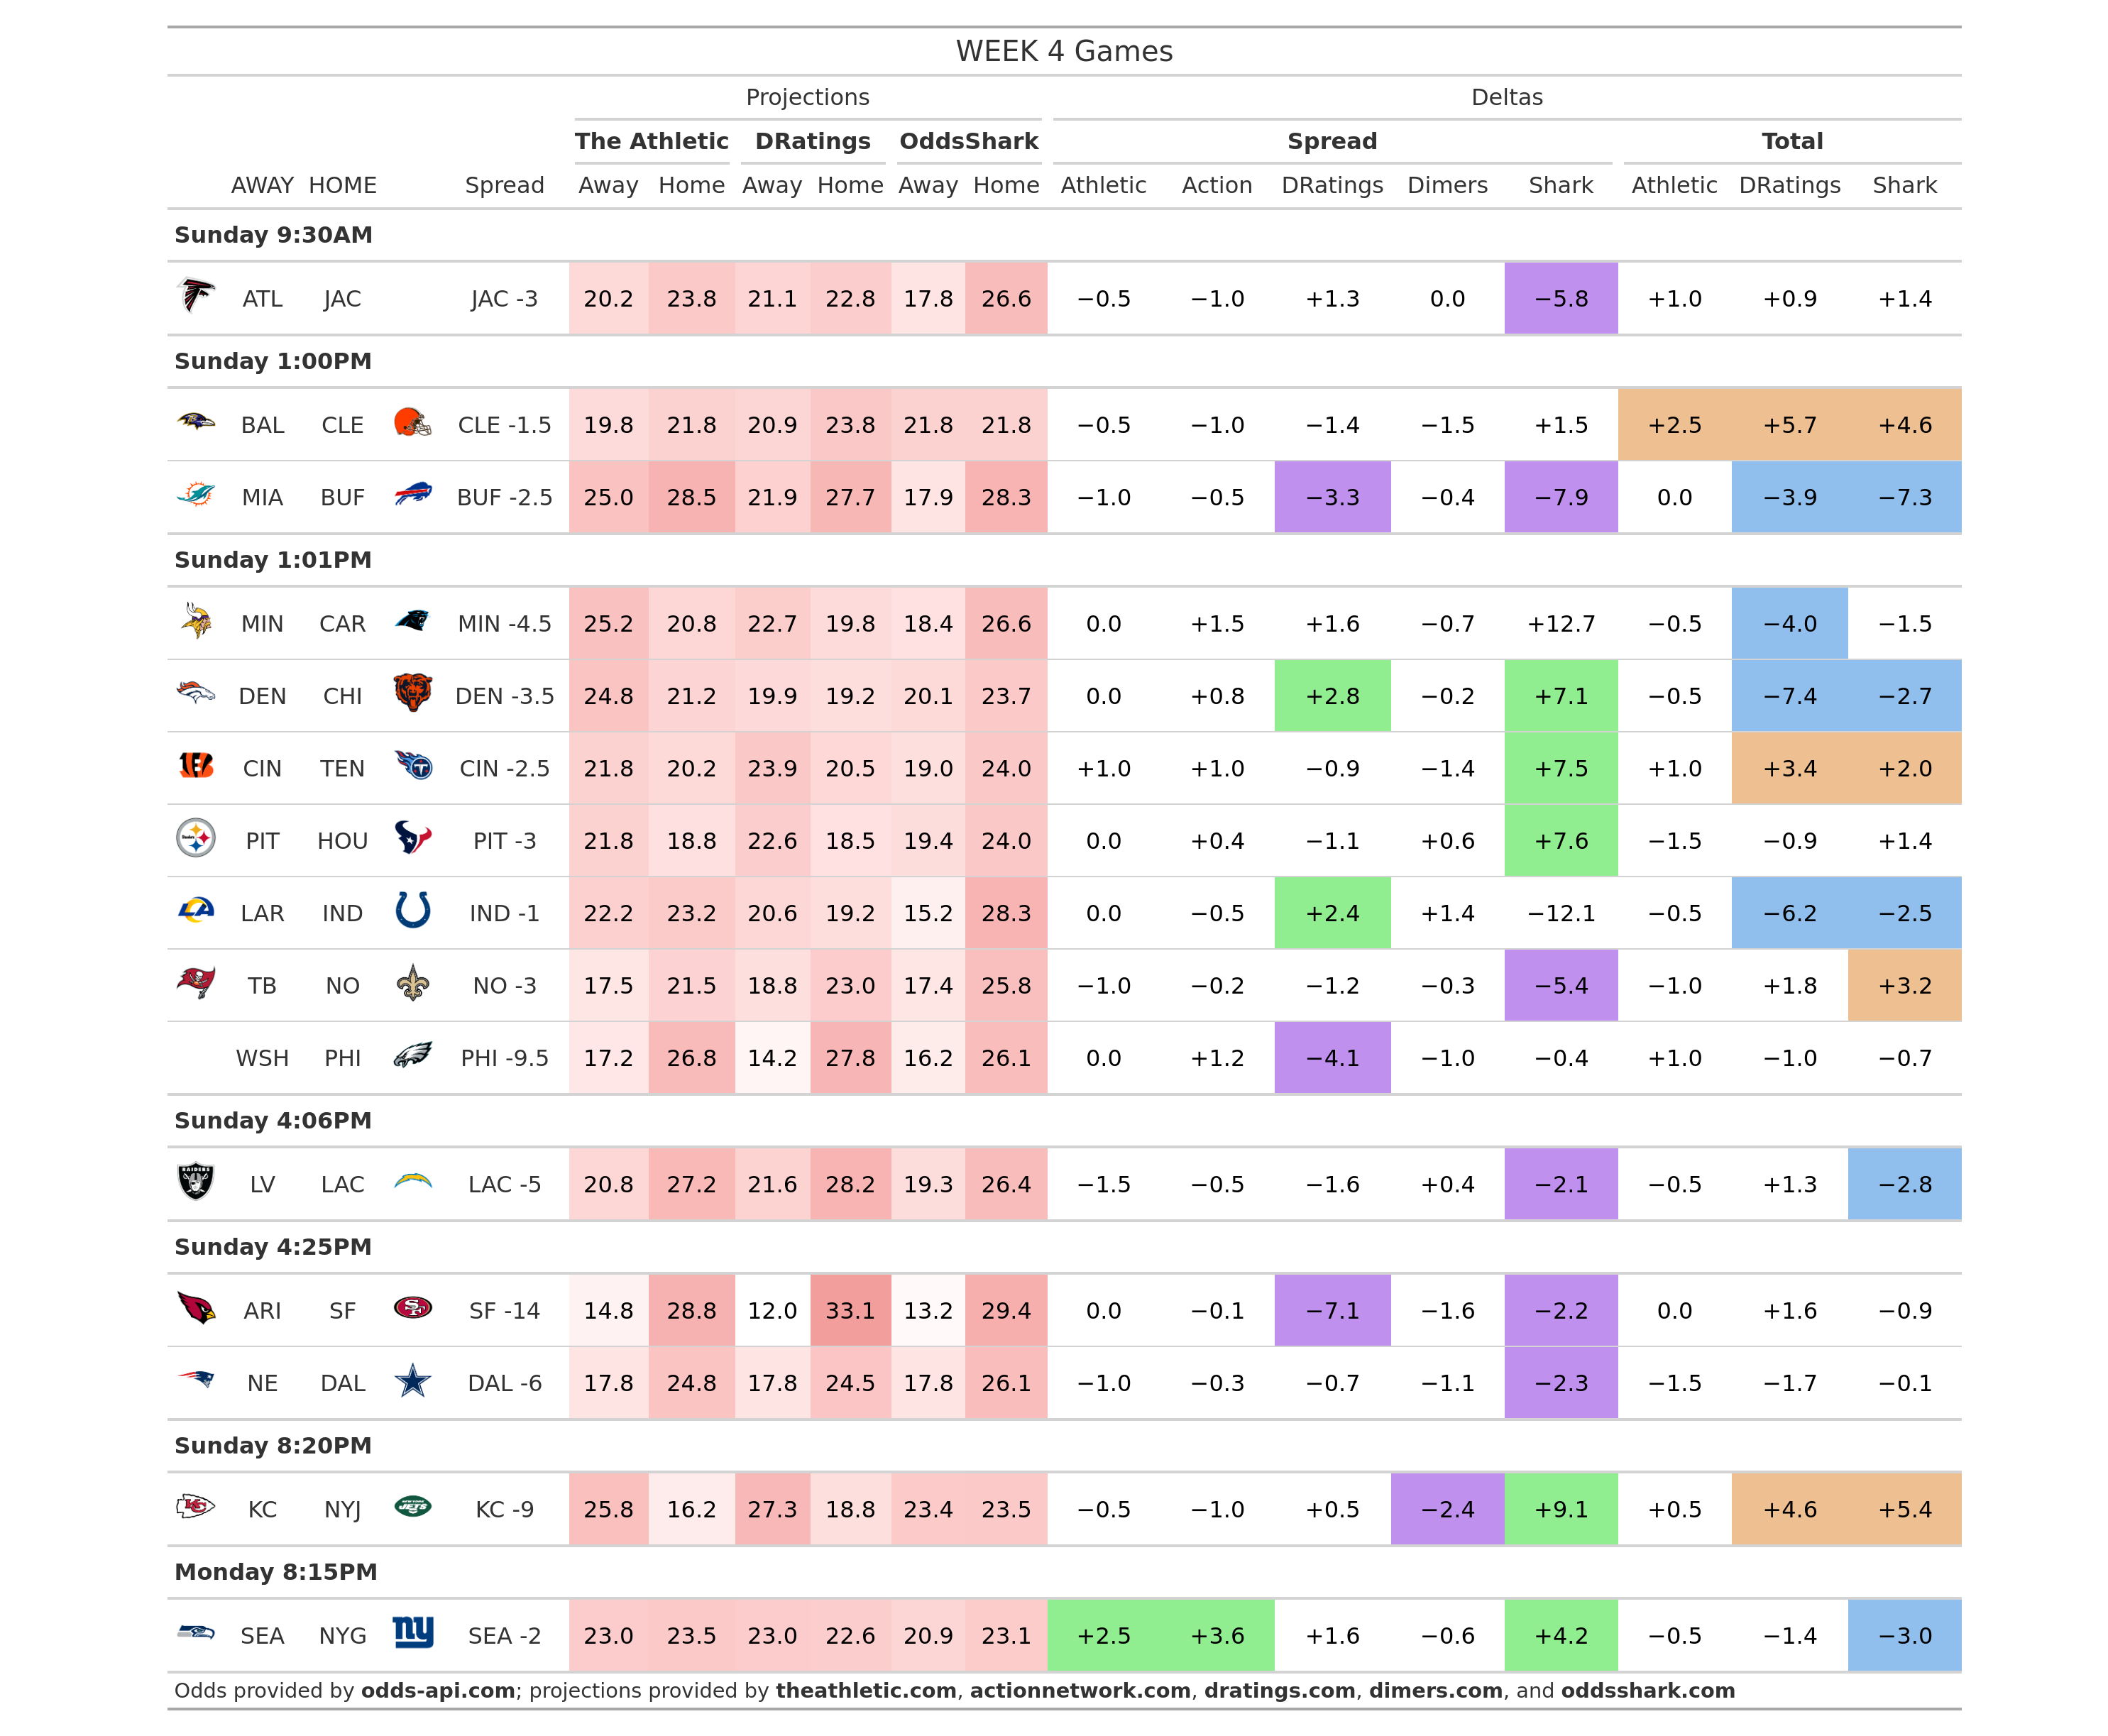 WEEK 4 Games
Projections Deltas
The Athletic DRatings OddsShark Spread Total
AWAY HOME Spread Away Home Away Home Away Home Athletic Action DRatings Dimers Shark Athletic DRatings Shark
Sunday 9:30AM
ATL JAC JAC -3 20.2 23.8 21.1 22.8 17.8 26.6 −0.5 −1.0 +1.3 0.0 −5.8 +1.0 +0.9 +1.4
Sunday 1:00PM
BAL CLE CLE -1.5 19.8 21.8 20.9 23.8 21.8 21.8 −0.5 −1.0 −1.4 −1.5 +1.5 +2.5 +5.7 +4.6
MIA BUF BUF -2.5 25.0 28.5 21.9 27.7 17.9 28.3 −1.0 −0.5 −3.3 −0.4 −7.9 0.0 −3.9 −7.3
Sunday 1:01PM
MIN CAR MIN -4.5 25.2 20.8 22.7 19.8 18.4 26.6 0.0 +1.5 +1.6 −0.7 +12.7 −0.5 −4.0 −1.5
DEN CHI DEN -3.5 24.8 21.2 19.9 19.2 20.1 23.7 0.0 +0.8 +2.8 −0.2 +7.1 −0.5 −7.4 −2.7
CIN TEN CIN -2.5 21.8 20.2 23.9 20.5 19.0 24.0 +1.0 +1.0 −0.9 −1.4 +7.5 +1.0 +3.4 +2.0
PIT HOU PIT -3 21.8 18.8 22.6 18.5 19.4 24.0 0.0 +0.4 −1.1 +0.6 +7.6 −1.5 −0.9 +1.4
LAR IND IND -1 22.2 23.2 20.6 19.2 15.2 28.3 0.0 −0.5 +2.4 +1.4 −12.1 −0.5 −6.2 −2.5
TB NO NO -3 17.5 21.5 18.8 23.0 17.4 25.8 −1.0 −0.2 −1.2 −0.3 −5.4 −1.0 +1.8 +3.2
WSH PHI PHI -9.5 17.2 26.8 14.2 27.8 16.2 26.1 0.0 +1.2 −4.1 −1.0 −0.4 +1.0 −1.0 −0.7
Sunday 4:06PM
RAIDERS LV LAC LAC -5 20.8 27.2 21.6 28.2 19.3 26.4 −1.5 −0.5 −1.6 +0.4 −2.1 −0.5 +1.3 −2.8
Sunday 4:25PM
ARI SF SF SF -14 14.8 28.8 12.0 33.1 13.2 29.4 0.0 −0.1 −7.1 −1.6 −2.2 0.0 +1.6 −0.9
NE DAL DAL -6 17.8 24.8 17.8 24.5 17.8 26.1 −1.0 −0.3 −0.7 −1.1 −2.3 −1.5 −1.7 −0.1
Sunday 8:20PM
KC KC NYJ JETS KC -9 25.8 16.2 27.3 18.8 23.4 23.5 −0.5 −1.0 +0.5 −2.4 +9.1 +0.5 +4.6 +5.4
Monday 8:15PM
SEA NYG ny SEA -2 23.0 23.5 23.0 22.6 20.9 23.1 +2.5 +3.6 +1.6 −0.6 +4.2 −0.5 −1.4 −3.0
Odds provided by odds-api.com; projections provided by theathletic.com, actionnetwork.com, dratings.com, dimers.com, and oddsshark.com